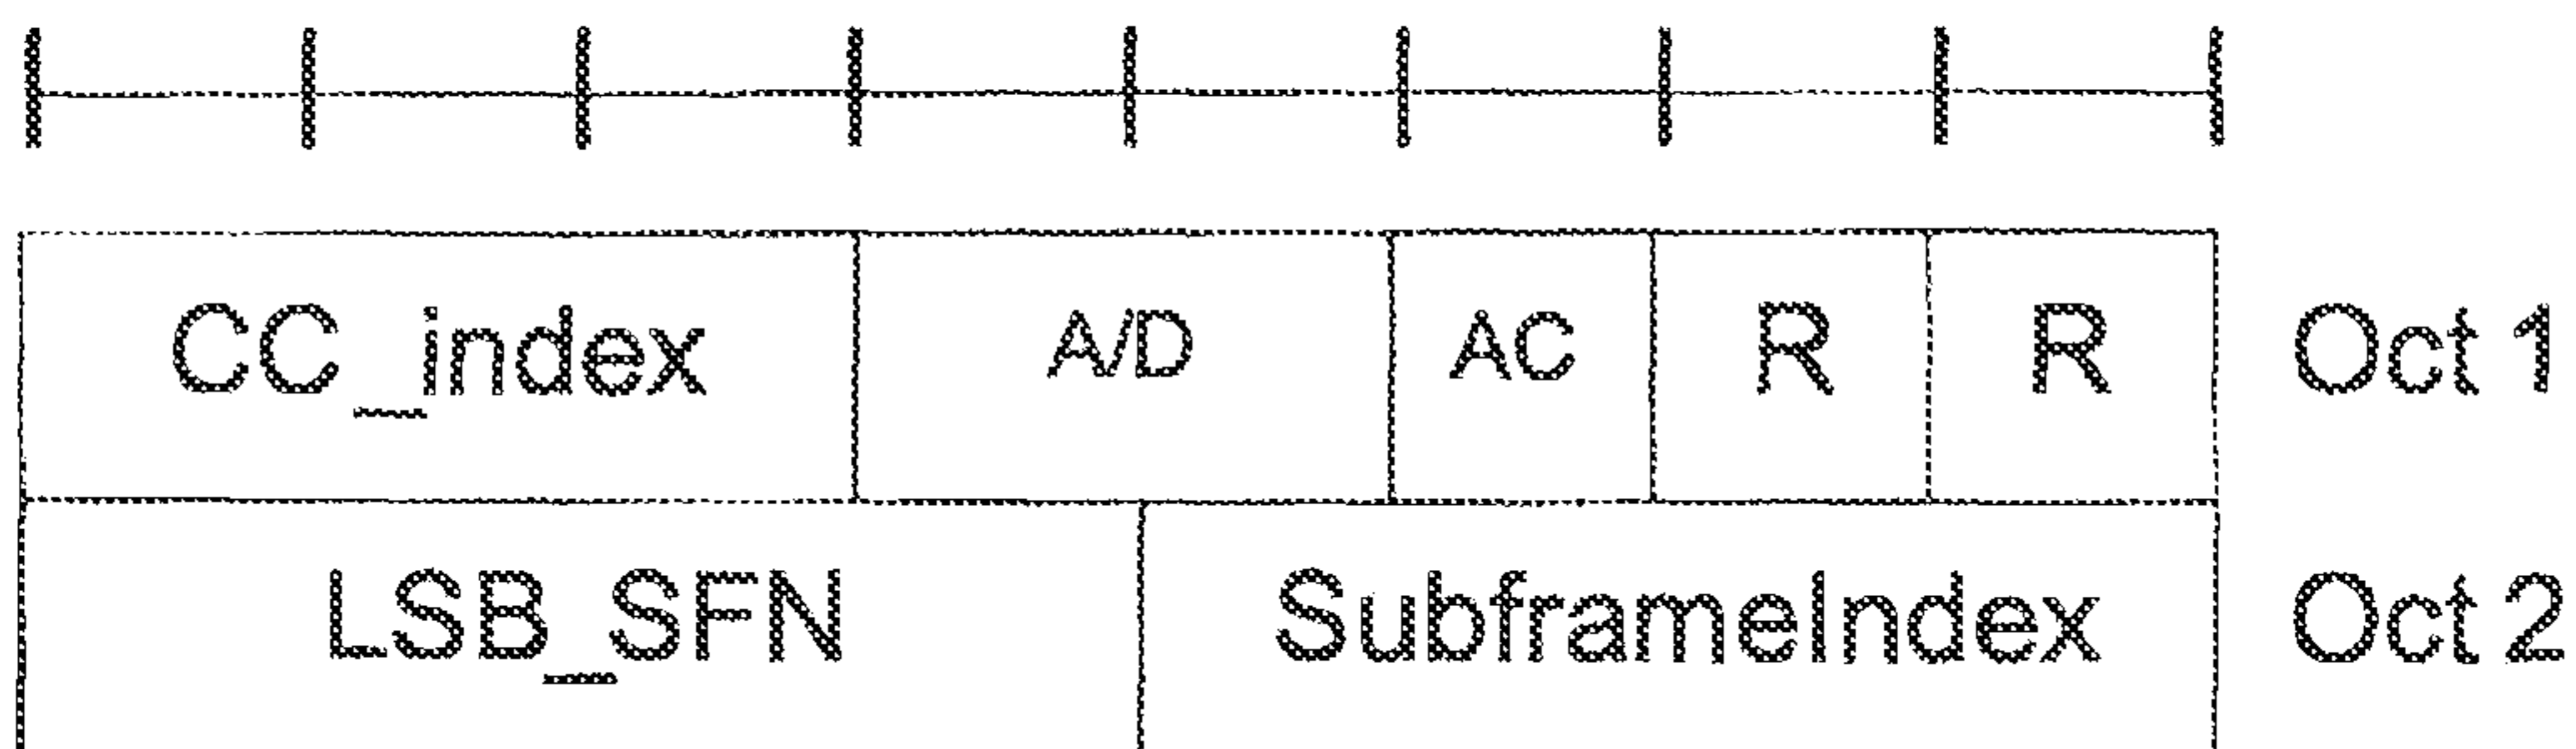 CC_index A/D AC R R Oct 1
LSB_SFN SubframeIndex Oct 2